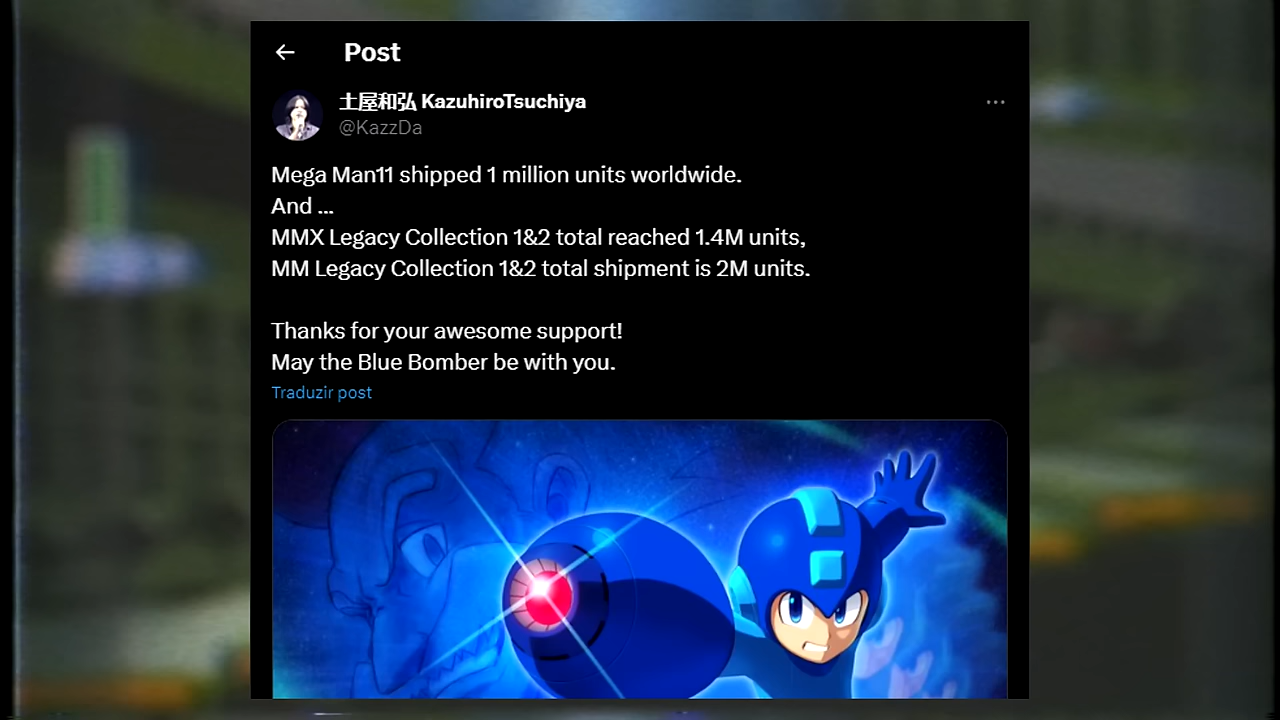 Post
土屋和弘 KazuhiroTsuchiya
@KazzDa
Mega Man11 shipped 1 million units worldwide.
And ...
MMX Legacy Collection 1&2 total reached 1.4M units,
MM Legacy Collection 1&2 total shipment is 2M units.
Thanks for your awesome support!
May the Blue Bomber be with you.
Traduzir post